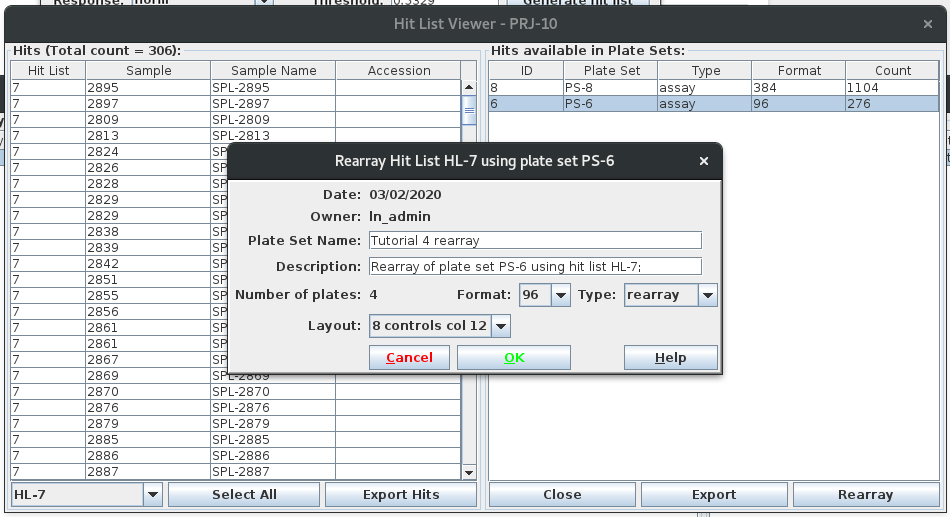 Response: norm Threshold: 0.3329 Generate hit list
Hit List Viewer - PRJ-10
Hits (Total count = 306): Hits available in Plate Sets:
Hit List Sample Sample Name Accession ID Plate Set Type Format Count
7 2895 SPL-2895 8 PS-8 assay 384 1104
7 2897 SPL-2897 6 PS-6 assay 96 276
7 2809 SPL-2809
7 2813 SPL-2813
7 2824 SP
7 2826 SP
7 2828 SP
7 2829 SP
7 2829 SP
7 2838 SP
7 2839 SP
7 2842 SP
7 2851 SP
7 2855 SP
7 2856 SP
7 2861 SP
7 2861 SP
7 2867 SP
7 2869 SPL-2869
7 2870 SPL-2870
7 2876 SPL-2876
7 2879 SPL-2879
7 2885 SPL-2885
7 2886 SPL-2886
7 2887 SPL-2887
Rearray Hit List HL-7 using plate set PS-6
Date: 03/02/2020
Owner: ln_admin
Plate Set Name: Tutorial 4 rearray
Description: Rearray of plate set PS-6 using hit list HL-7;
Number of plates: 4 Format: 96 Type: rearray
Layout: 8 controls col 12
Cancel OK Help
HL-7 Select All Export Hits Close Export Rearray